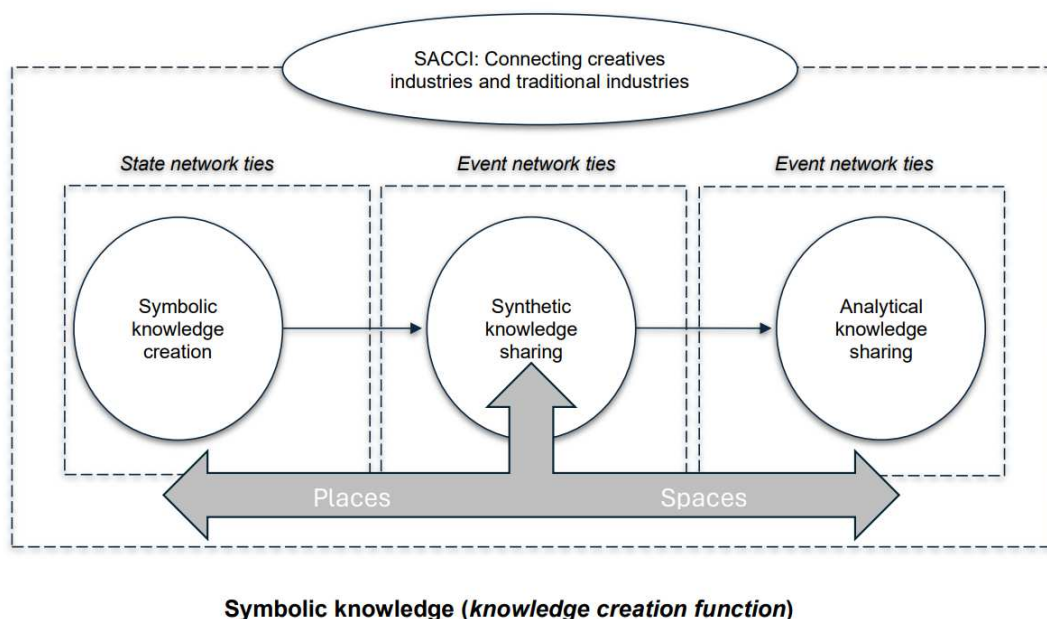 SACCI: Connecting creatives
industries and traditional industries
State network ties
Event network ties
Event network ties
Symbolic
knowledge
creation
Synthetic
knowledge
sharing
Analytical
knowledge
sharing
Places
Spaces
Symbolic knowledge (knowledge creation function)